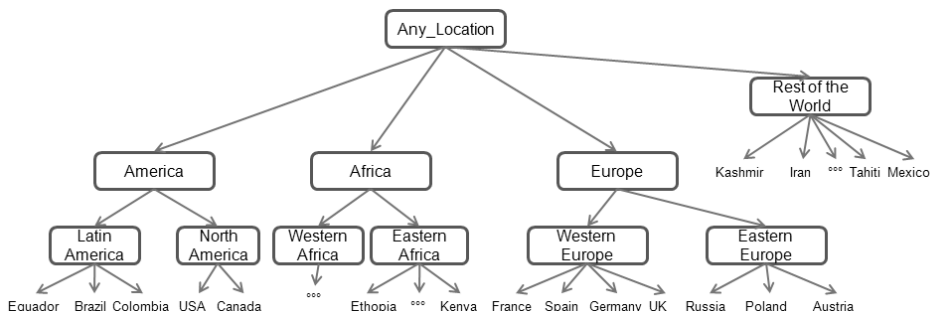 Any_Location
Rest of the
World
America
Africa
Europe
Kashmir Iran °°° Tahiti Mexico
Latin
America
North
America
Western
Africa
Eastern
Africa
Western
Europe
Eastern
Europe
Equador Brazil Colombia USA Canada °°° Ethopia °°° Kenya France Spain Germany UK Russia Poland Austria